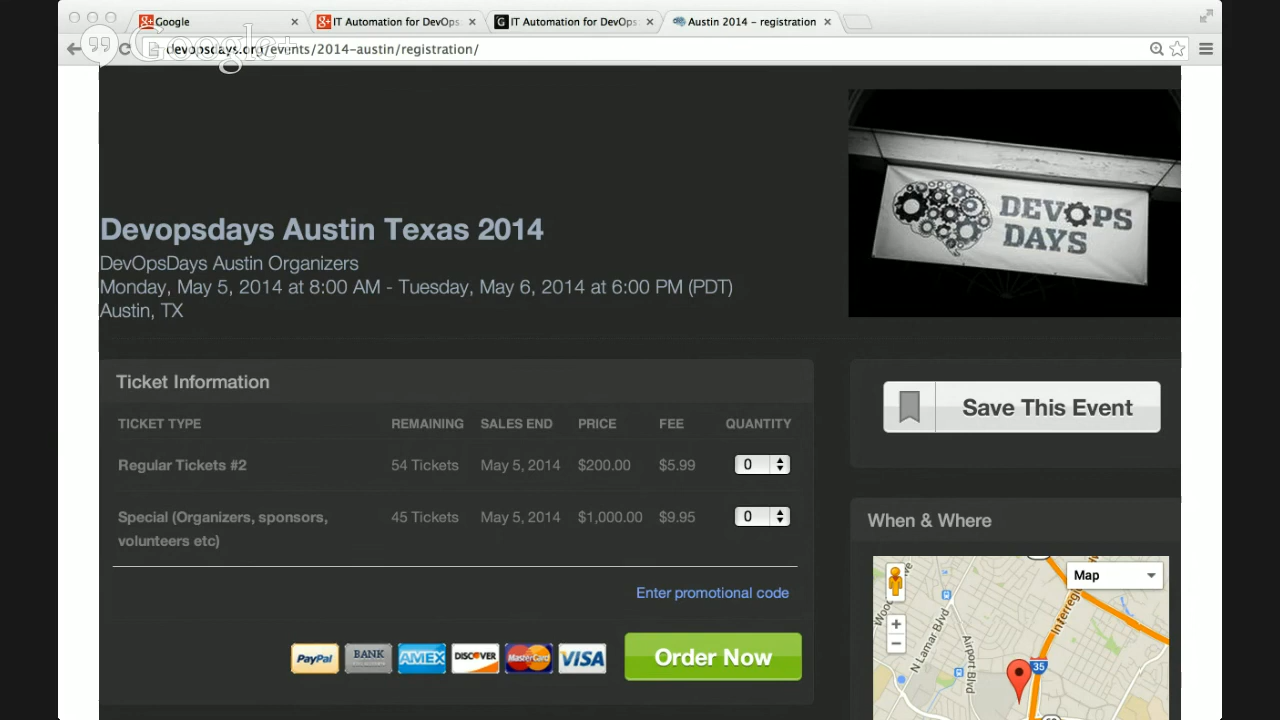 Google
IT Automation for DevOps
IT Automation for DevOps
Austin 2014 – registration
Google+
devopsdays.org/events/2014-austin/registration/
DEVOPS
DAYS
Devopsdays Austin Texas 2014
DevOpsDays Austin Organizers
Monday, May 5, 2014 at 8:00 AM - Tuesday, May 6, 2014 at 6:00 PM (PDT)
Austin, TX
Ticket Information
TICKET TYPE REMAINING SALES END PRICE FEE QUANTITY
Regular Tickets #2 54 Tickets May 5, 2014 $200.00 $5.99 0
Special (Organizers, sponsors, 45 Tickets May 5, 2014 $1,000.00 $9.95 0
volunteers etc)
Enter promotional code
PayPal BANK AMEX DISCOVER MasterCard VISA
Order Now
Save This Event
When & Where
Map
N Lamar Blvd
Airport Blvd
35